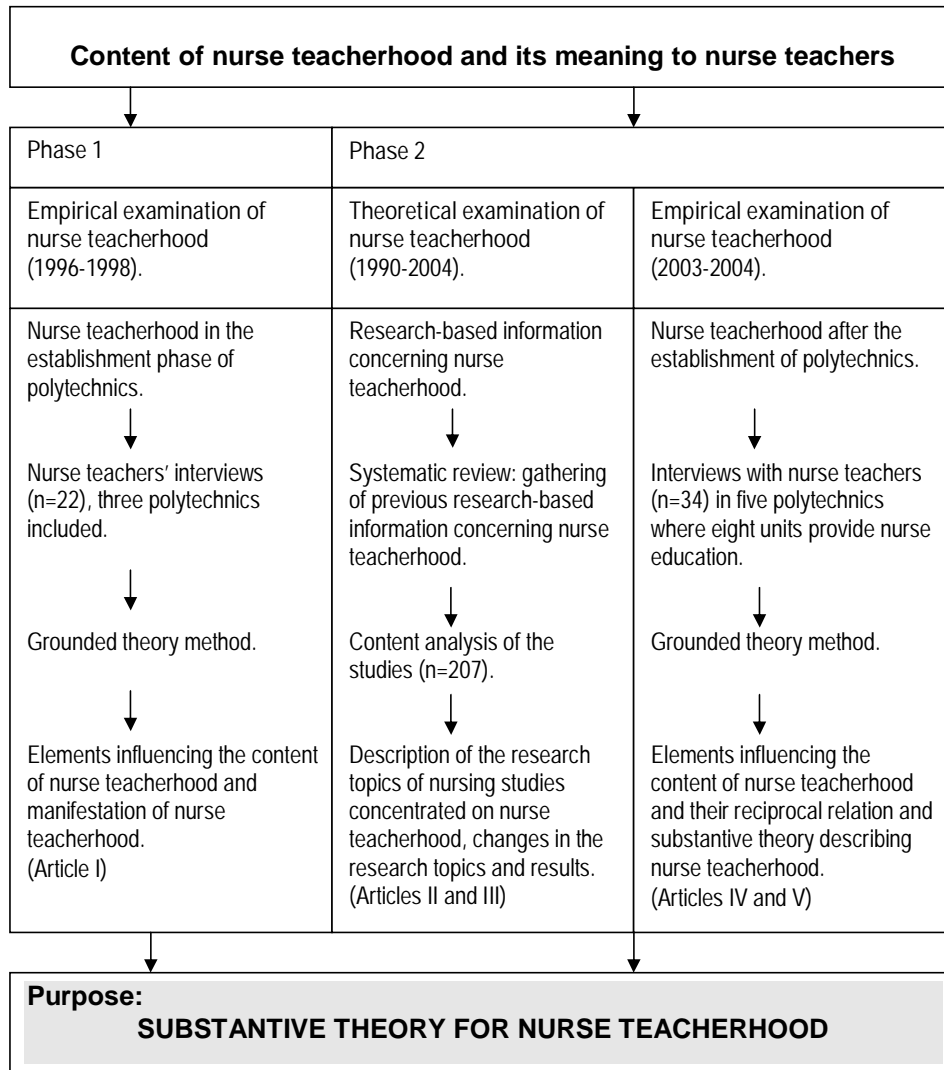 Content of nurse teacherhood and its meaning to nurse teachers
Phase 1
Phase 2
Empirical examination of
nurse teacherhood
(1996-1998).
Theoretical examination of
nurse teacherhood
(1990-2004).
Empirical examination of
nurse teacherhood
(2003-2004).
Nurse teacherhood in the
establishment phase of
polytechnics.
Nurse teachers’ interviews
(n=22), three polytechnics
included.
Grounded theory method.
Elements influencing the content
of nurse teacherhood and
manifestation of nurse
teacherhood.
(Article I)
Research-based information
concerning nurse
teacherhood.
Systematic review: gathering
of previous research-based
information concerning nurse
teacherhood.
Content analysis of the
studies (n=207).
Description of the research
topics of nursing studies
concentrated on nurse
teacherhood, changes in the
research topics and results.
(Articles II and III)
Nurse teacherhood after the
establishment of polytechnics.
Interviews with nurse teachers
(n=34) in five polytechnics
where eight units provide nurse
education.
Grounded theory method.
Elements influencing the
content of nurse teacherhood
and their reciprocal relation and
substantive theory describing
nurse teacherhood.
(Articles IV and V)
Purpose:
SUBSTANTIVE THEORY FOR NURSE TEACHERHOOD